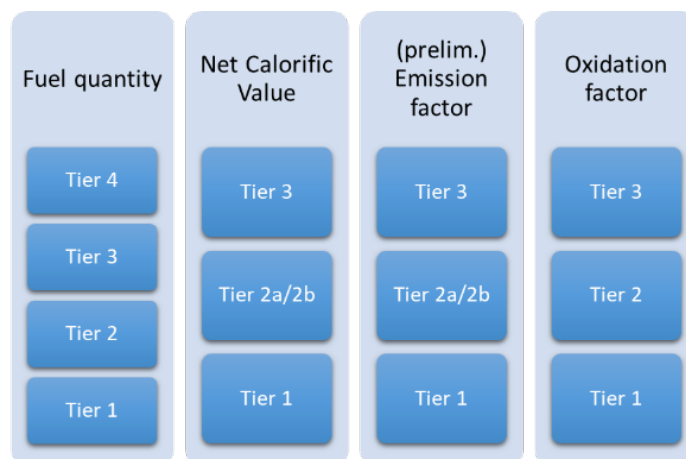 Fuel quantity
Tier 4
Tier 3
Tier 2
Tier 1
Net Calorific
Value
Tier 3
Tier 2a/2b
Tier 1
(prelim.)
Emission
factor
Tier 3
Tier 2a/2b
Tier 1
Oxidation
factor
Tier 3
Tier 2
Tier 1